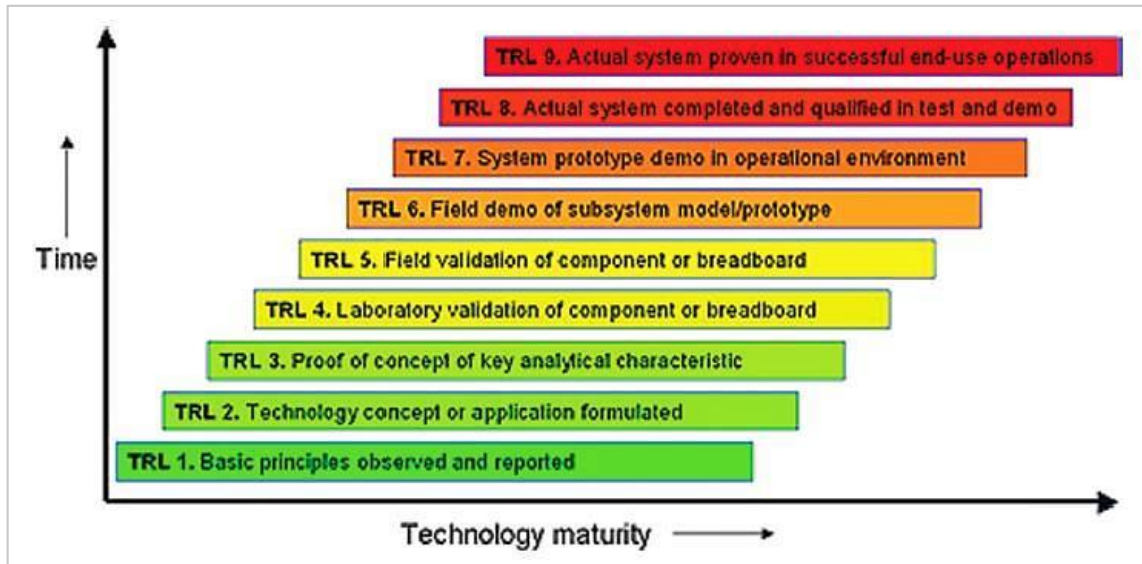 TRL 9. Actual system proven in successful end-use operations
TRL 8. Actual system completed and qualified in test and demo
TRL 7. System prototype demo in operational environment
TRL 6. Field demo of subsystem model/prototype
Time
TRL 5. Field validation of component or breadboard
TRL 4. Laboratory validation of component or breadboard
TRL 3. Proof of concept of key analytical characteristic
TRL 2. Technology concept or application formulated
TRL 1. Basic principles observed and reported
Technology maturity